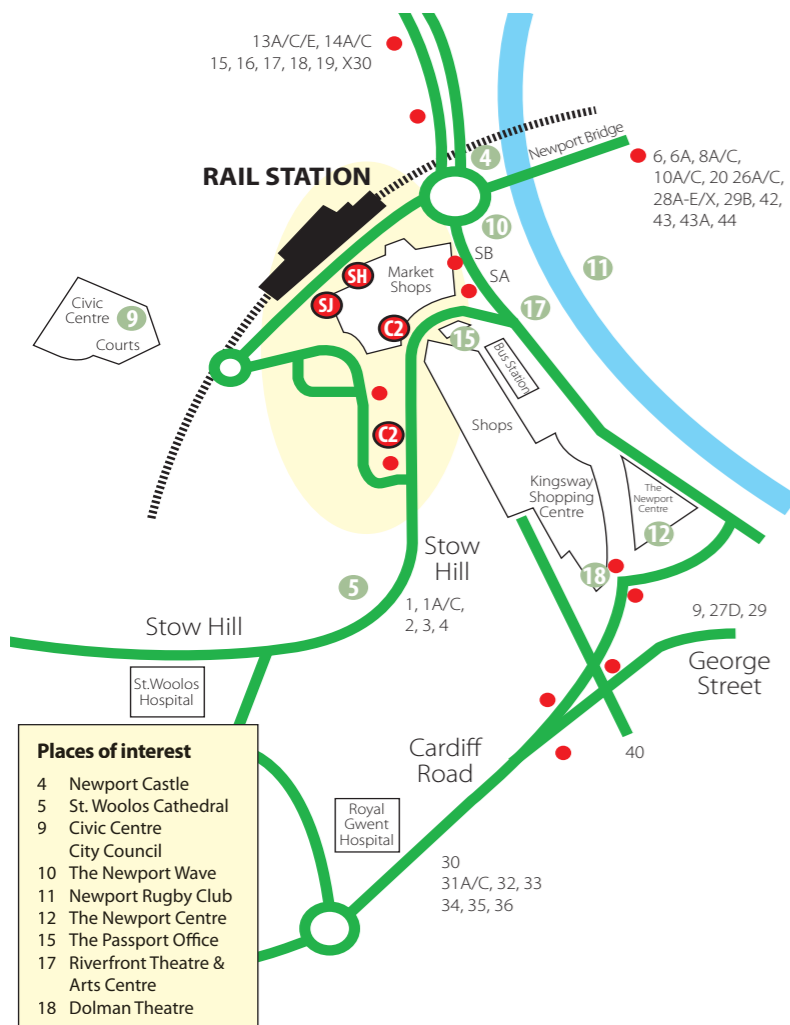 13A/C/E, 14A/C
15, 16, 17, 18, 19, X30
Newport Bridge
4
6, 6A, 8A/C,
10A/C, 20 26A/C,
28A-E/X, 29B, 42,
43, 43A, 44
RAIL STATION
10
SB
SA
11
Market
Shops
SH
SJ
C2
17
Civic
Centre
9
Courts
15
Bus Station
Shops
C2
Kingsway
Shopping
Centre
The
Newport
Centre
12
18
Stow
Hill
5
1, 1A/C,
2, 3, 4
Stow Hill
9, 27D, 29
George
Street
St.Woolos
Hospital
Cardiff
Road
40
Royal
Gwent
Hospital
30
31A/C, 32, 33
34, 35, 36
Places of interest
4 Newport Castle
5 St. Woolos Cathedral
9 Civic Centre
City Council
10 The Newport Wave
11 Newport Rugby Club
12 The Newport Centre
15 The Passport Office
17 Riverfront Theatre &
Arts Centre
18 Dolman Theatre